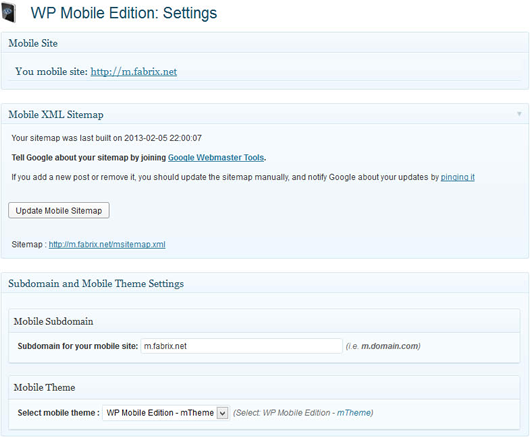 WP Mobile Edition: Settings
Mobile Site
You mobile site: http://m.fabrix.net
Mobile XML Sitemap
Your sitemap was last built on 2013-02-05 22:00:07
Tell Google about your sitemap by joining Google Webmaster Tools.
If you add a new post or remove it, you should update the sitemap manually, and notify Google about your updates by pinging it
Update Mobile Sitemap
Sitemap : http://m.fabrix.net/msitemap.xml
Subdomain and Mobile Theme Settings
Mobile Subdomain
Subdomain for your mobile site: m.fabrix.net (i.e. m.domain.com)
Mobile Theme
Select mobile theme : WP Mobile Edition - mTheme (Select: WP Mobile Edition - mTheme)